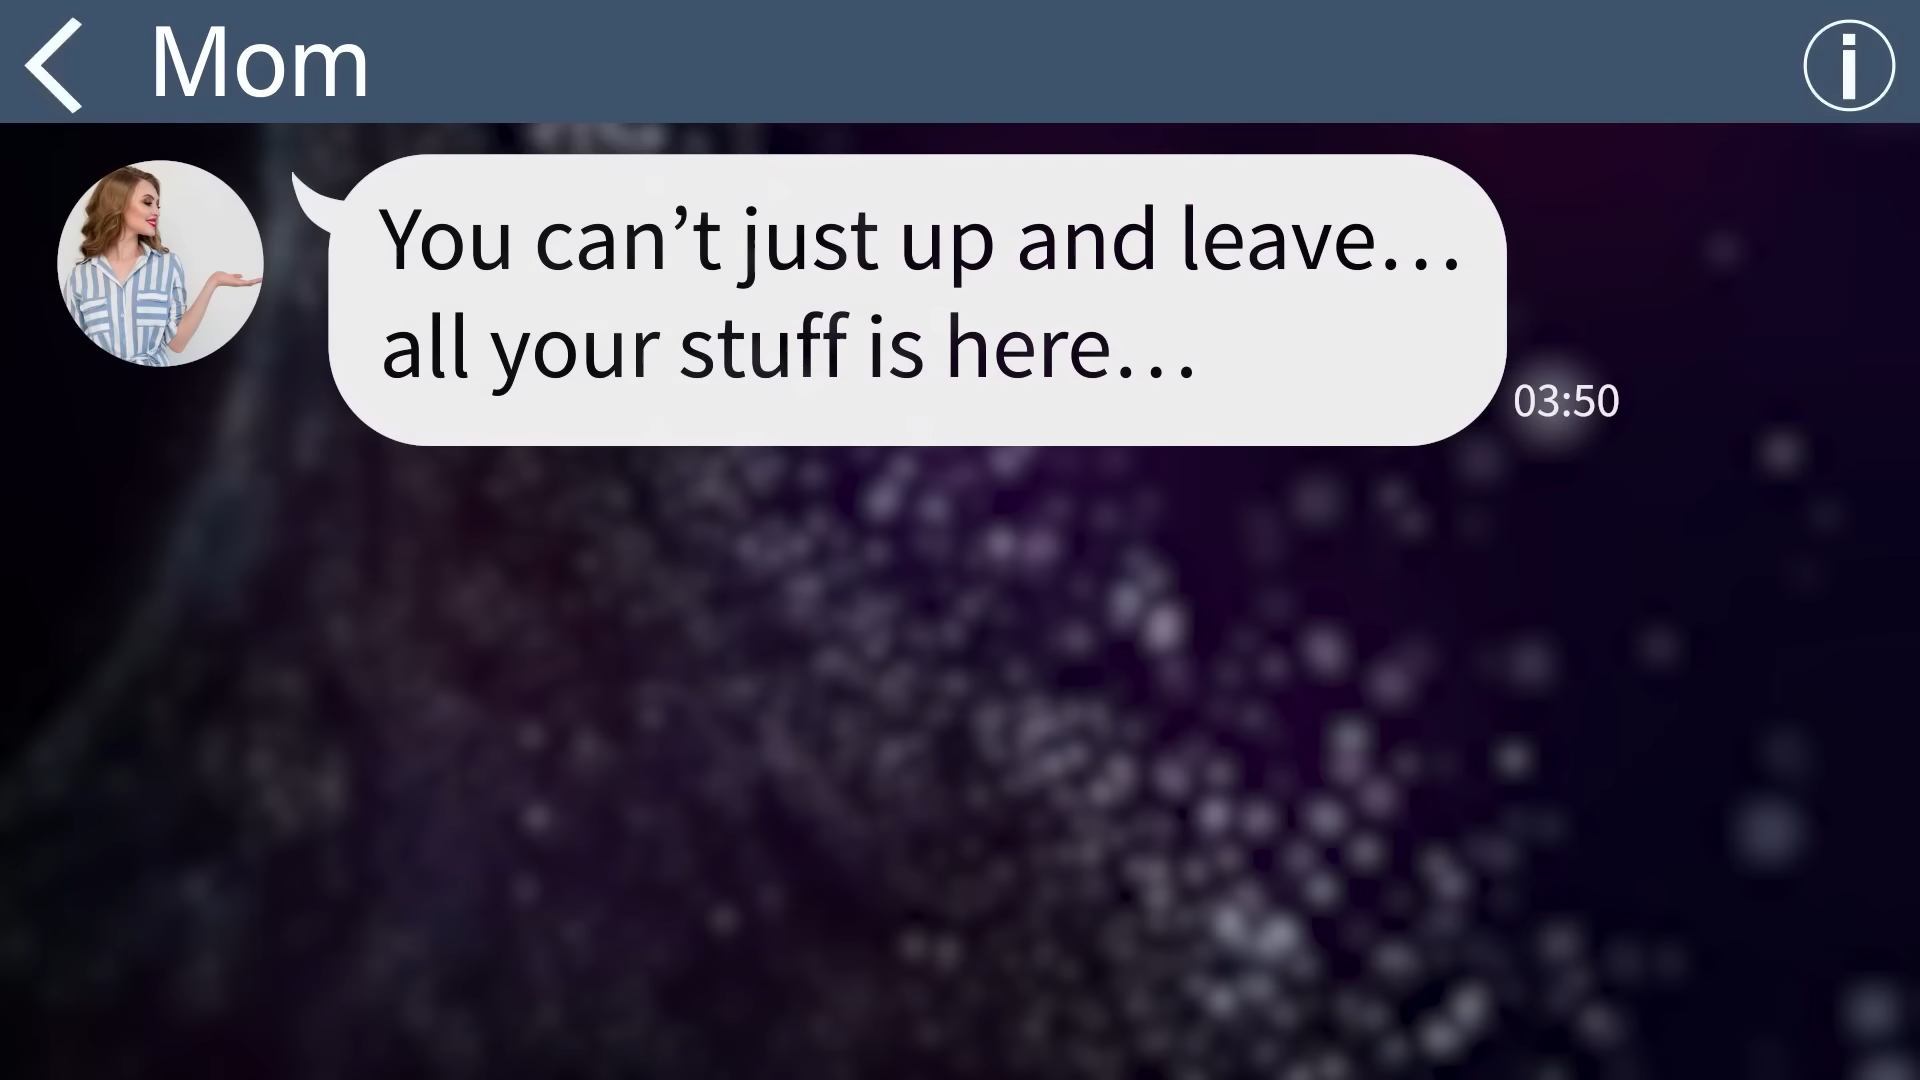 Mom
You can’t just up and leave…
all your stuff is here…
03:50